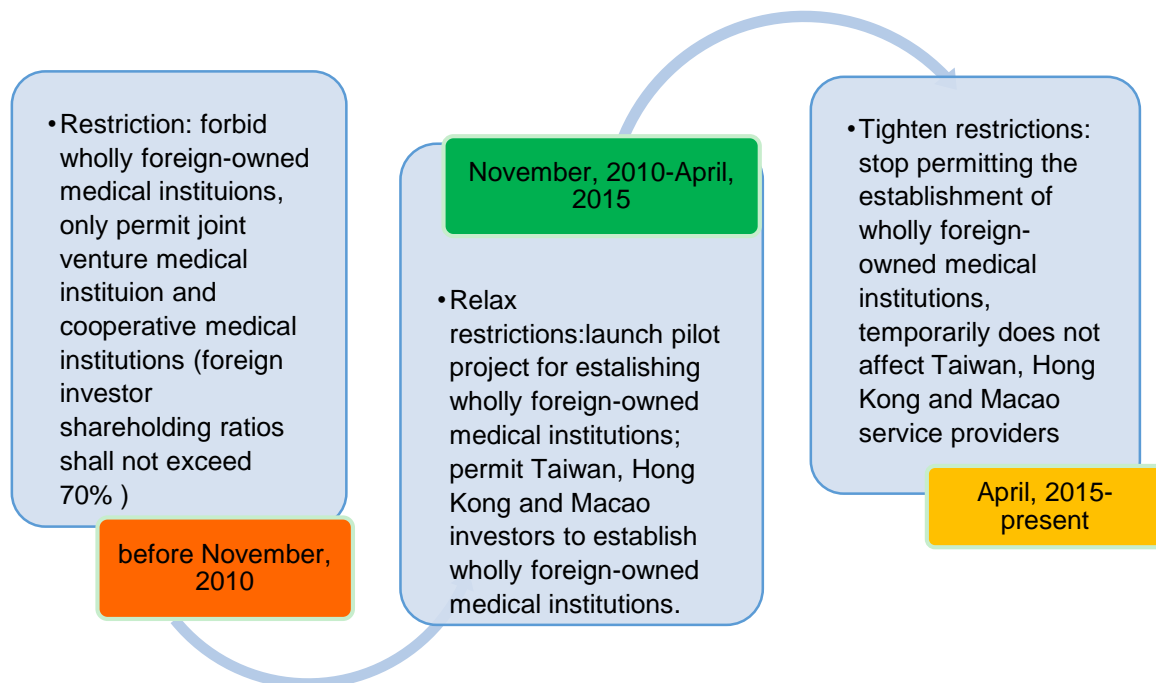 •Restriction: forbid
wholly foreign-owned
medical instituions,
only permit joint
venture medical
instituion and
cooperative medical
institutions (foreign
investor
shareholding ratios
shall not exceed
70% )
before November,
2010
November, 2010-April,
2015
•Relax
restrictions:launch pilot
project for estalishing
wholly foreign-owned
medical institutions;
permit Taiwan, Hong
Kong and Macao
investors to establish
wholly foreign-owned
medical institutions.
•Tighten restrictions:
stop permitting the
establishment of
wholly foreign-
owned medical
institutions,
temporarily does not
affect Taiwan, Hong
Kong and Macao
service providers
April, 2015-
present